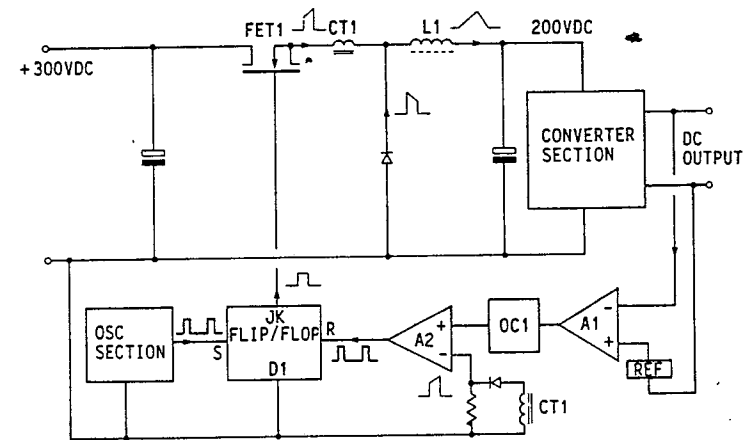 FET1
CT1
L1
200VDC
+300VDC
CONVERTER
SECTION
DC
OUTPUT
OSC
SECTION
S
JK
FLIP/FLOP
D1
R
+
A2
-
OC1
-
A1
+
REF
CT1